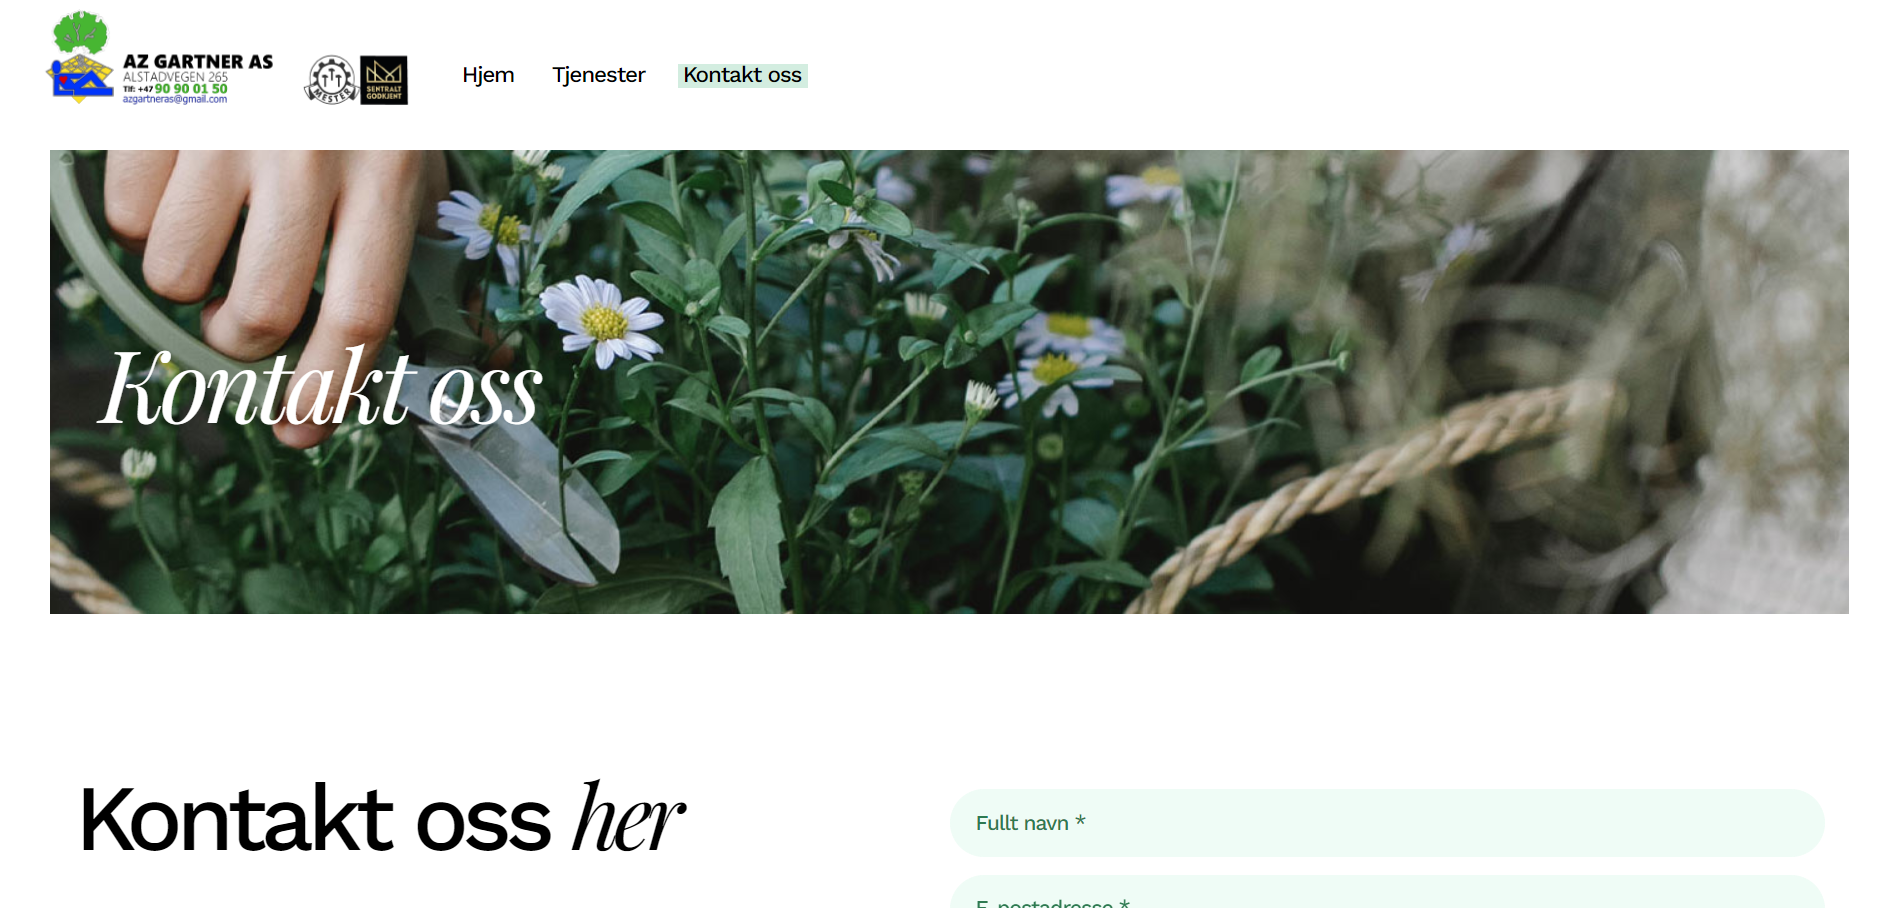 AZ GARTNER AS
ALSTADVEGEN 265
Tlf: +47 90 90 01 50
azgartneras@gmail.com
MESTER
SENTRALT
GODKJENT
Hjem
Tjenester
Kontakt oss
Kontakt oss
Kontakt oss her
Fullt navn *
E-postadresse *